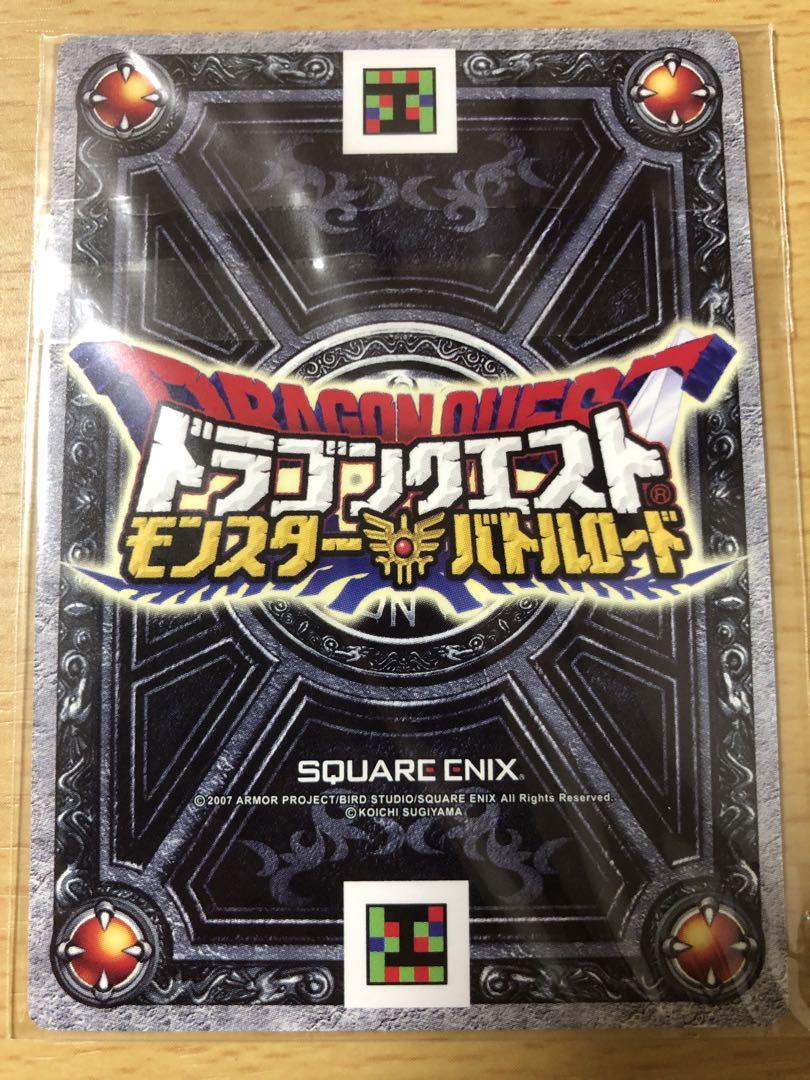 DRAGON QUEST
ドラゴンクエスト®
モンスターバトルロード
ON
SQUARE ENIX®
©2007 ARMOR PROJECT/BIRD STUDIO/SQUARE ENIX All Rights Reserved.
©KOICHI SUGIYAMA